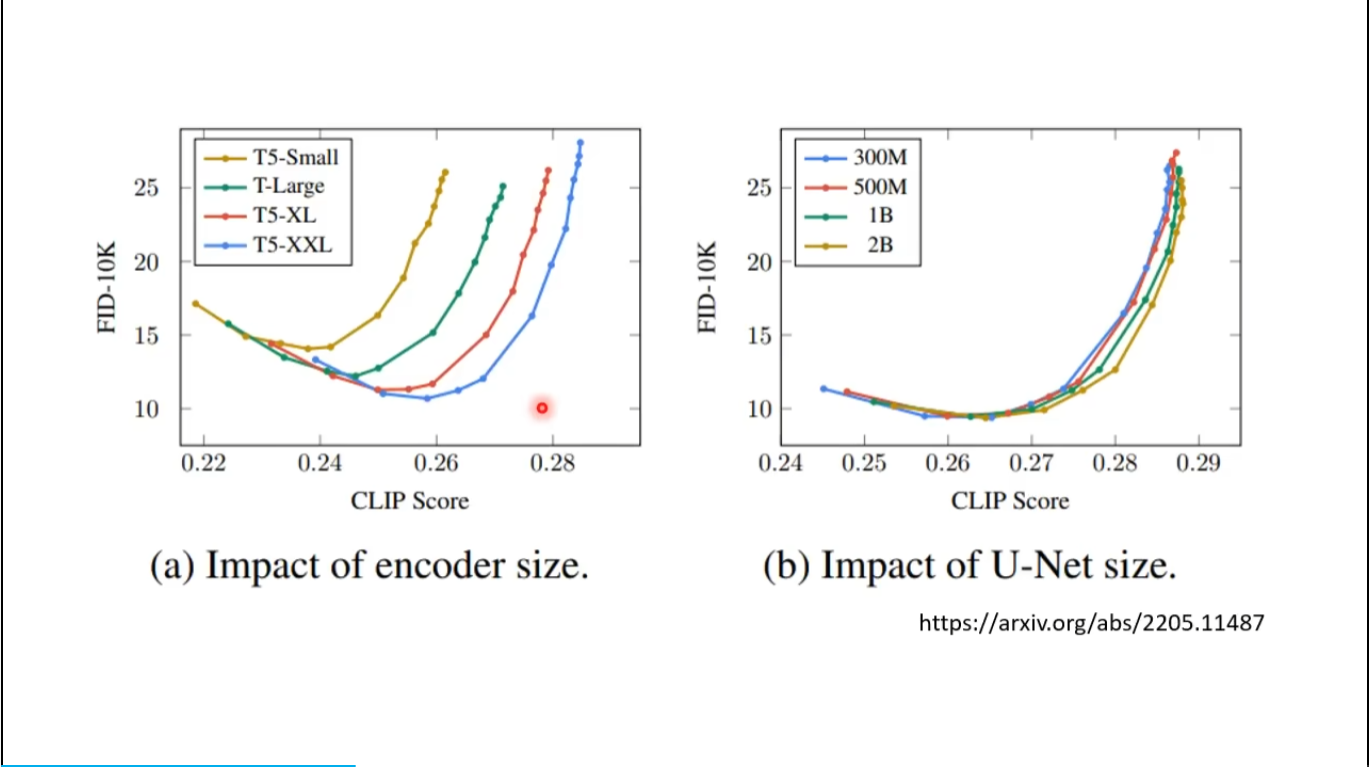 T5-Small
T-Large
T5-XL
T5-XXL
25
20
15
10
FID-10K
0.22 0.24 0.26 0.28
CLIP Score
(a) Impact of encoder size.
300M
500M
1B
2B
25
20
15
10
FID-10K
0.24 0.25 0.26 0.27 0.28 0.29
CLIP Score
(b) Impact of U-Net size.
https://arxiv.org/abs/2205.11487